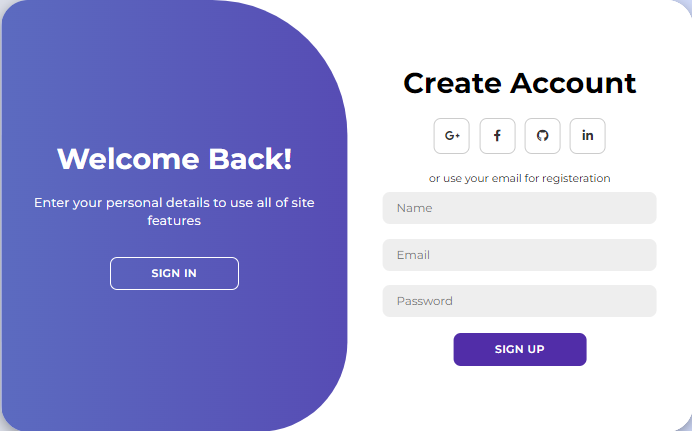 Welcome Back!
Enter your personal details to use all of site
features
SIGN IN
Create Account
G+
f
in
or use your email for registeration
Name
Email
Password
SIGN UP